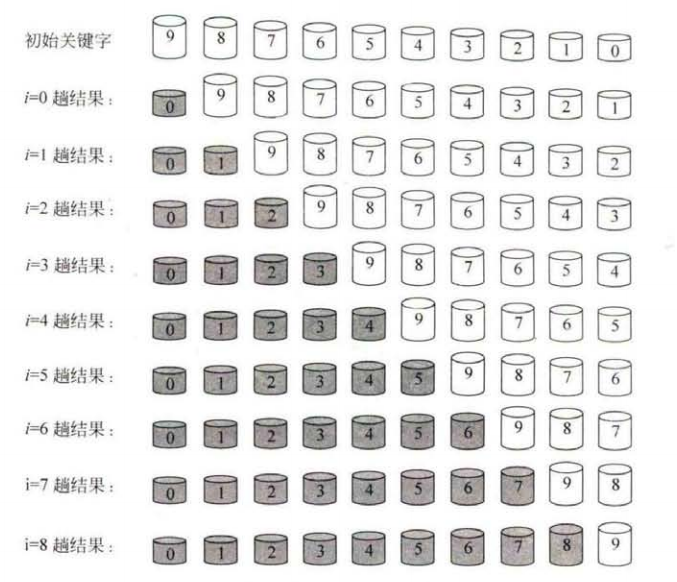 初始关键字 9 8 7 6 5 4 3 2 1 0
i=0 趟结果： 0 9 8 7 6 5 4 3 2 1
i=1 趟结果： 0 1 9 8 7 6 5 4 3 2
i=2 趟结果： 0 1 2 9 8 7 6 5 4 3
i=3 趟结果： 0 1 2 3 9 8 7 6 5 4
i=4 趟结果： 0 1 2 3 4 9 8 7 6 5
i=5 趟结果： 0 1 2 3 4 5 9 8 7 6
i=6 趟结果： 0 1 2 3 4 5 6 9 8 7
i=7 趟结果： 0 1 2 3 4 5 6 7 9 8
i=8 趟结果： 0 1 2 3 4 5 6 7 8 9